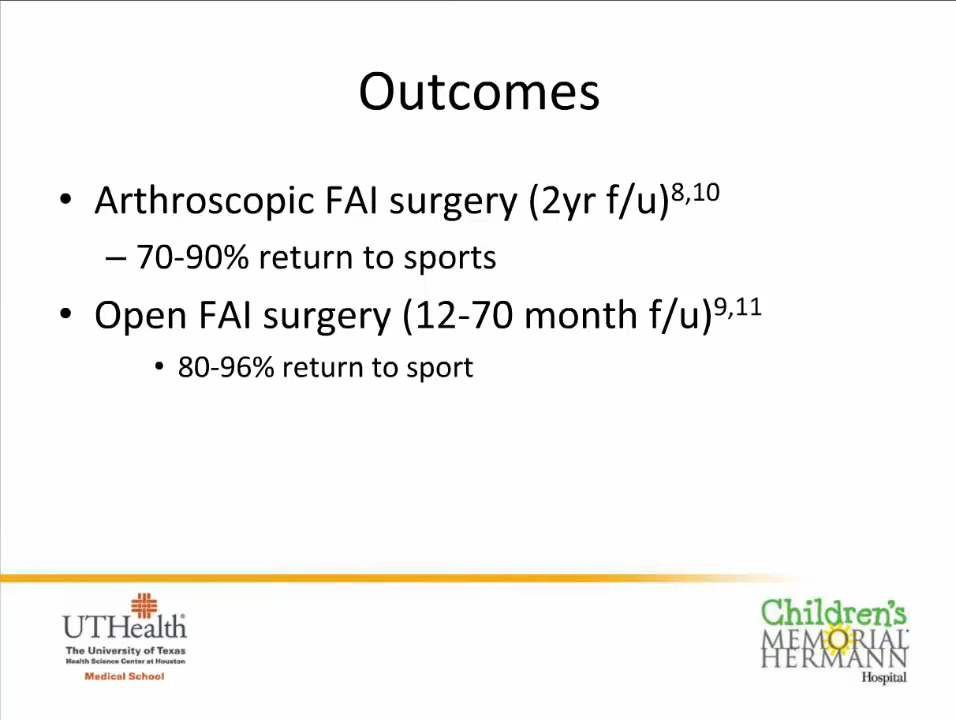 Outcomes
• Arthroscopic FAI surgery (2yr f/u)8,10
– 70-90% return to sports
• Open FAI surgery (12-70 month f/u)9,11
• 80-96% return to sport
UTHealth®
The University of Texas
Health Science Center at Houston
Medical School
Children's
MEMORIAL
HERMANN
Hospital